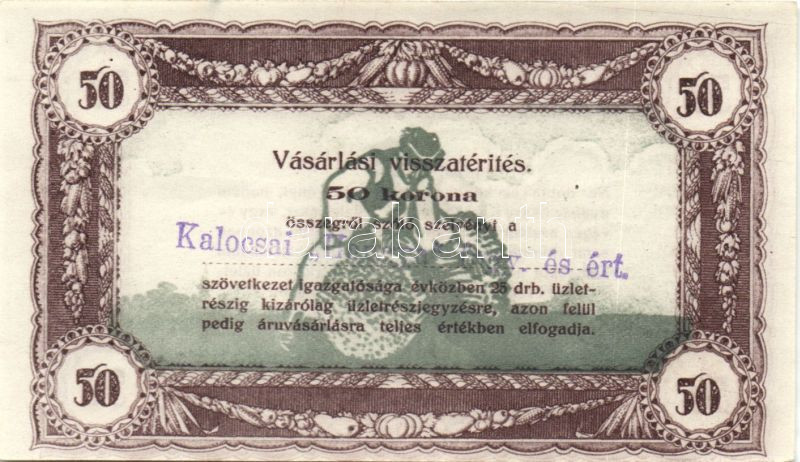 50
50
Vásárlási visszatérítés.
50 korona
összegről szóló szelvényt a
Kalocsai és ért.
szövetkezet igazgatósága évközben 25 drb. üzlet-
részig kizárólag üzletrészjegyzésre, azon felül
pedig áruvásárlásra teljes értékben elfogadja.
50
50